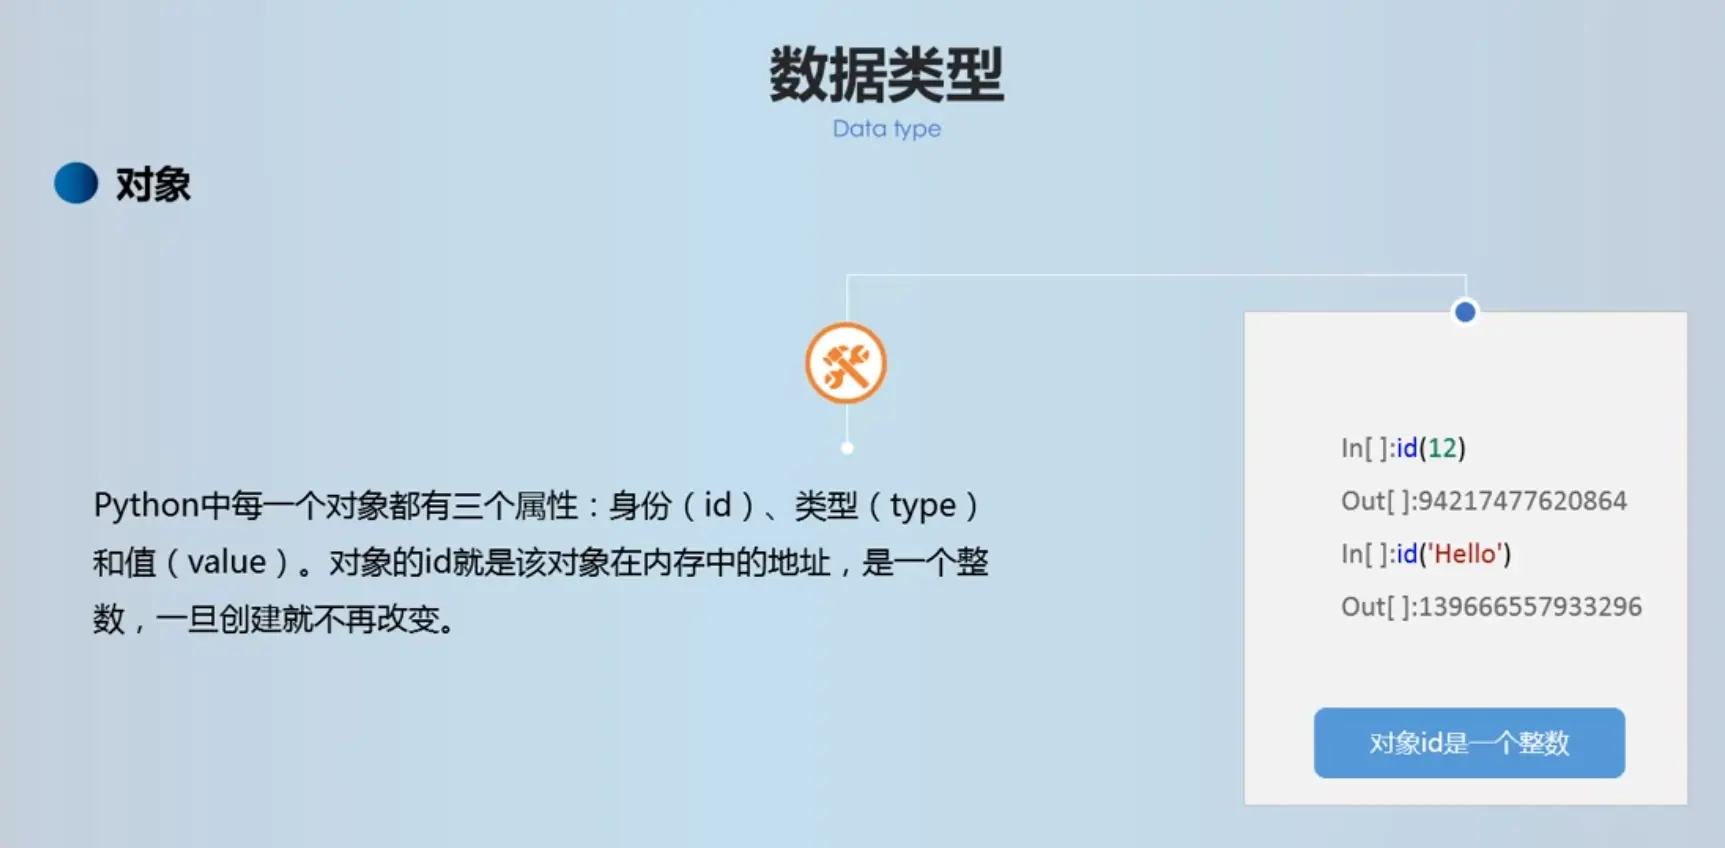 数据类型
Data type
对象
Python中每一个对象都有三个属性：身份（id）、类型（type）
和值（value）。对象的id就是该对象在内存中的地址，是一个整
数，一旦创建就不再改变。
In[ ]:id(12)
Out[ ]:94217477620864
In[ ]:id('Hello')
Out[ ]:139666557933296
对象id是一个整数